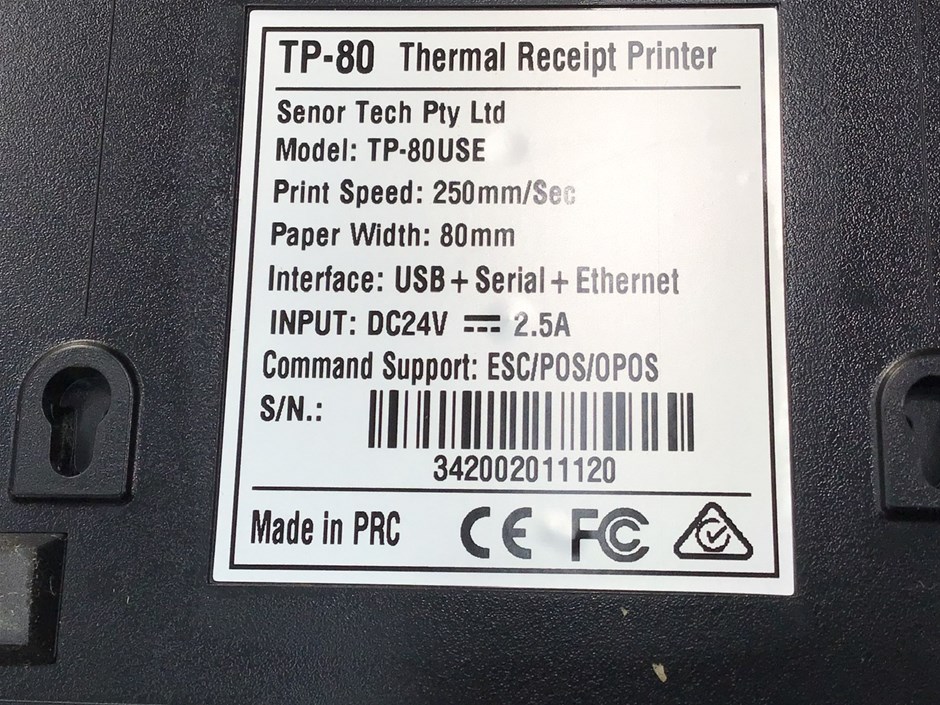 TP-80 Thermal Receipt Printer
Senor Tech Pty Ltd
Model: TP-80USE
Print Speed: 250mm/Sec
Paper Width: 80mm
Interface: USB+Serial+Ethernet
INPUT: DC24V ⎓ 2.5A
Command Support: ESC/POS/OPOS
S/N.:
342002011120
Made in PRC CE FC